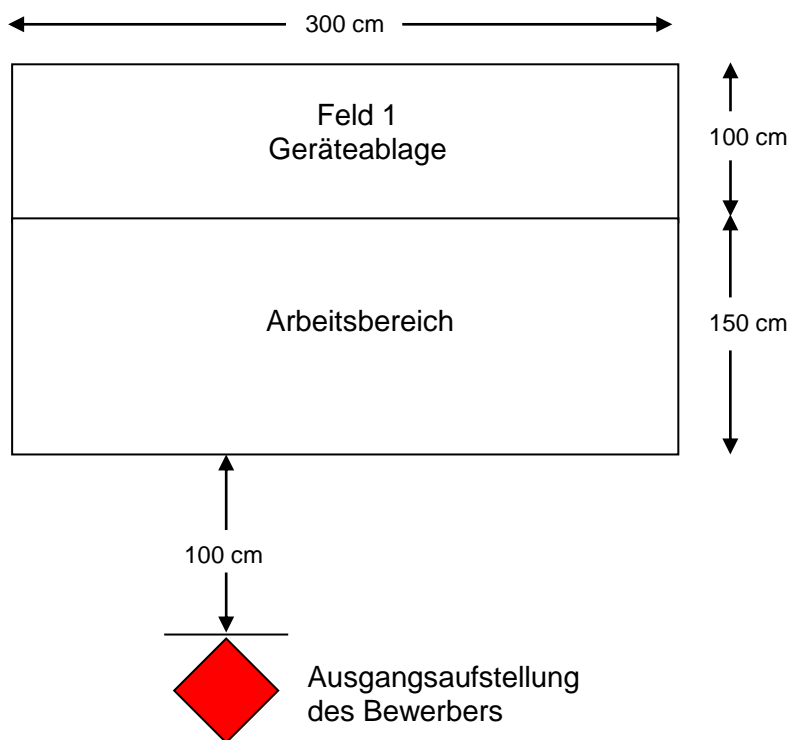 300 cm
Feld 1
Geräteablage
100 cm
Arbeitsbereich
150 cm
100 cm
Ausgangsaufstellung
des Bewerbers